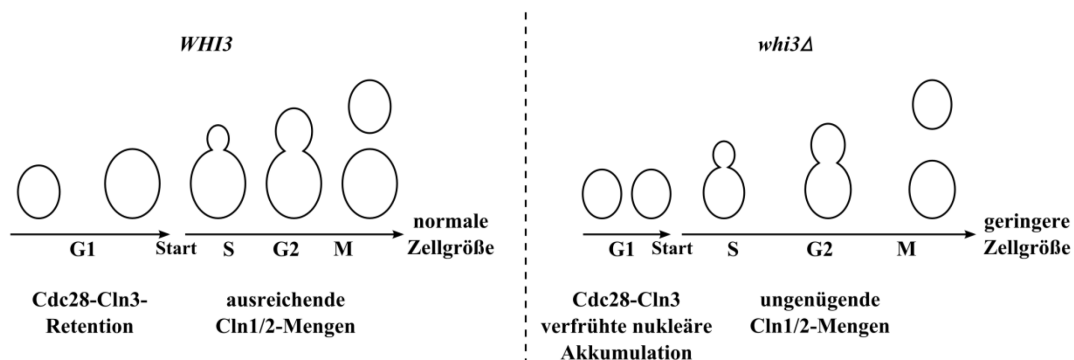 WHI3
normale
Zellgröße
G1
Start
S
G2
M
Cdc28-Cln3-
Retention
ausreichende
Cln1/2-Mengen
whi3Δ
geringere
Zellgröße
G1
Start
S
G2
M
Cdc28-Cln3
verfrühte nukleäre
Akkumulation
ungenügende
Cln1/2-Mengen